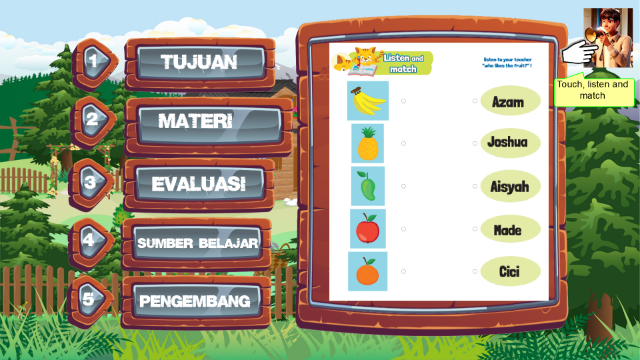 1 TUJUAN
2 MATERI
3 EVALUASI
4 SUMBER BELAJAR
5 PENGEMBANG
Listen and
match
listen to your teacher
"who likes the fruit?" !
Azam
Joshua
Aisyah
Made
Cici
Touch, listen and
match